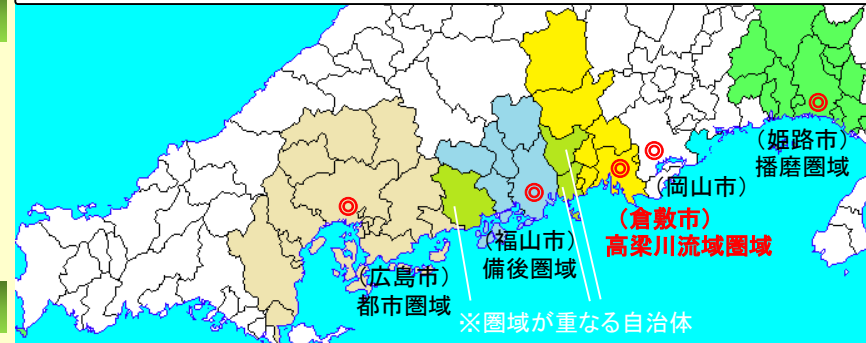 (姫路市)
播磨圏域
(岡山市)
(倉敷市)
高梁川流域圏域
(福山市)
備後圏域
(広島市)
都市圏域
※圏域が重なる自治体